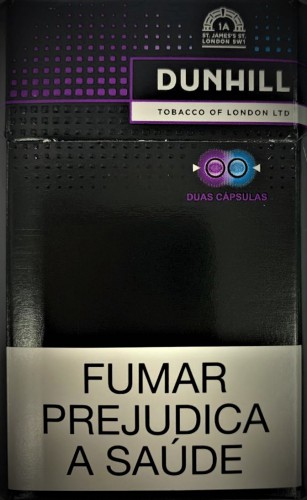 1A
ST. JAMES'S ST.
LONDON SW1
DUNHILL
TOBACCO OF LONDON LTD
DUAS CÁPSULAS
FUMAR
PREJUDICA
A SAÚDE